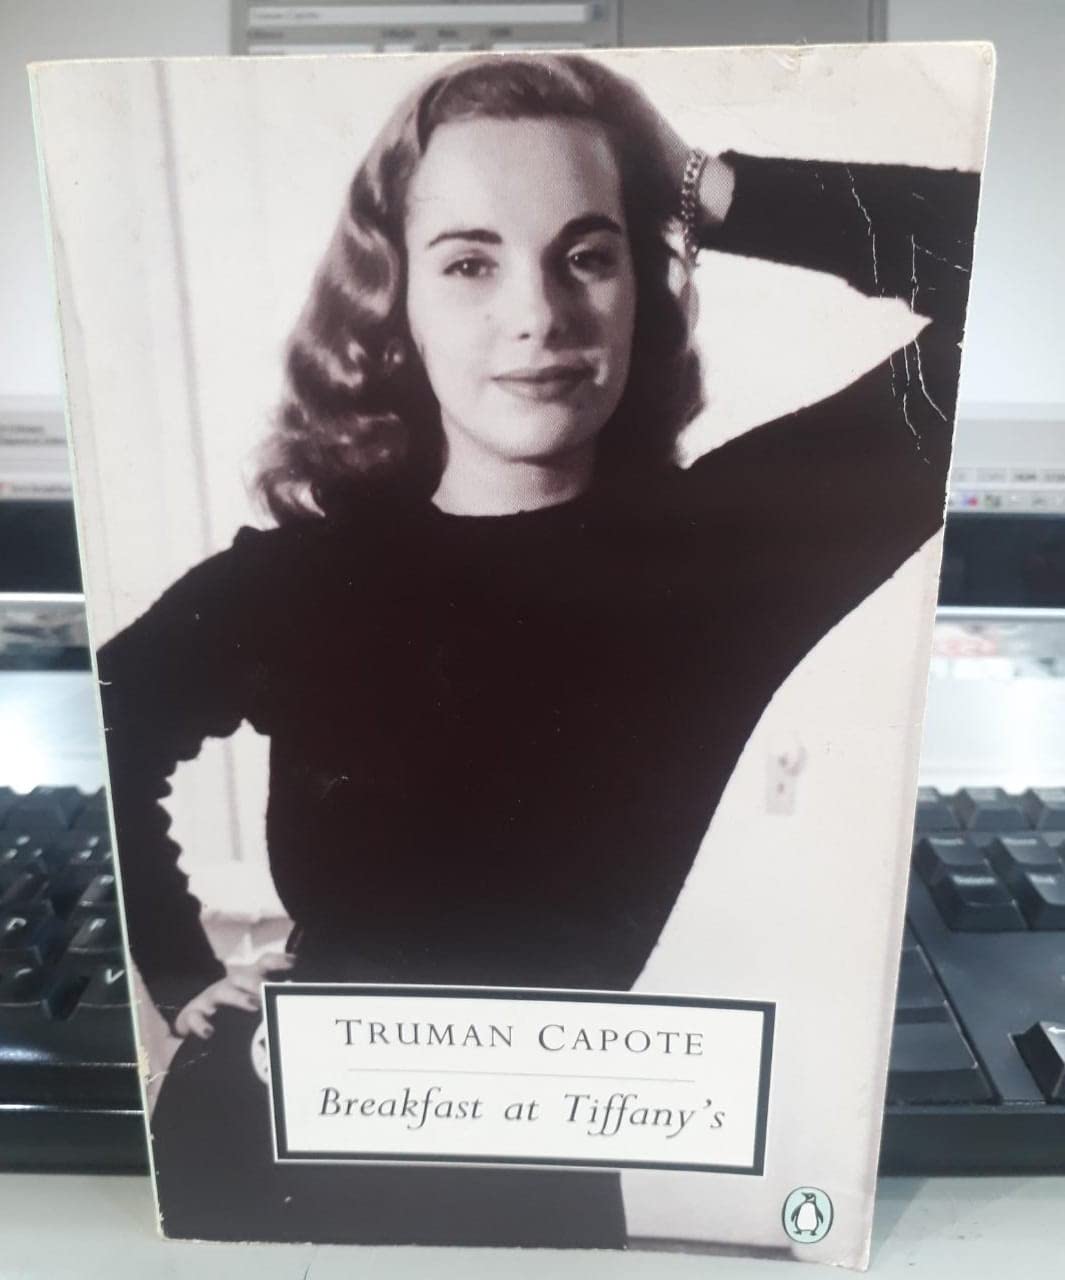 TRUMAN CAPOTE
Breakfast at Tiffany's